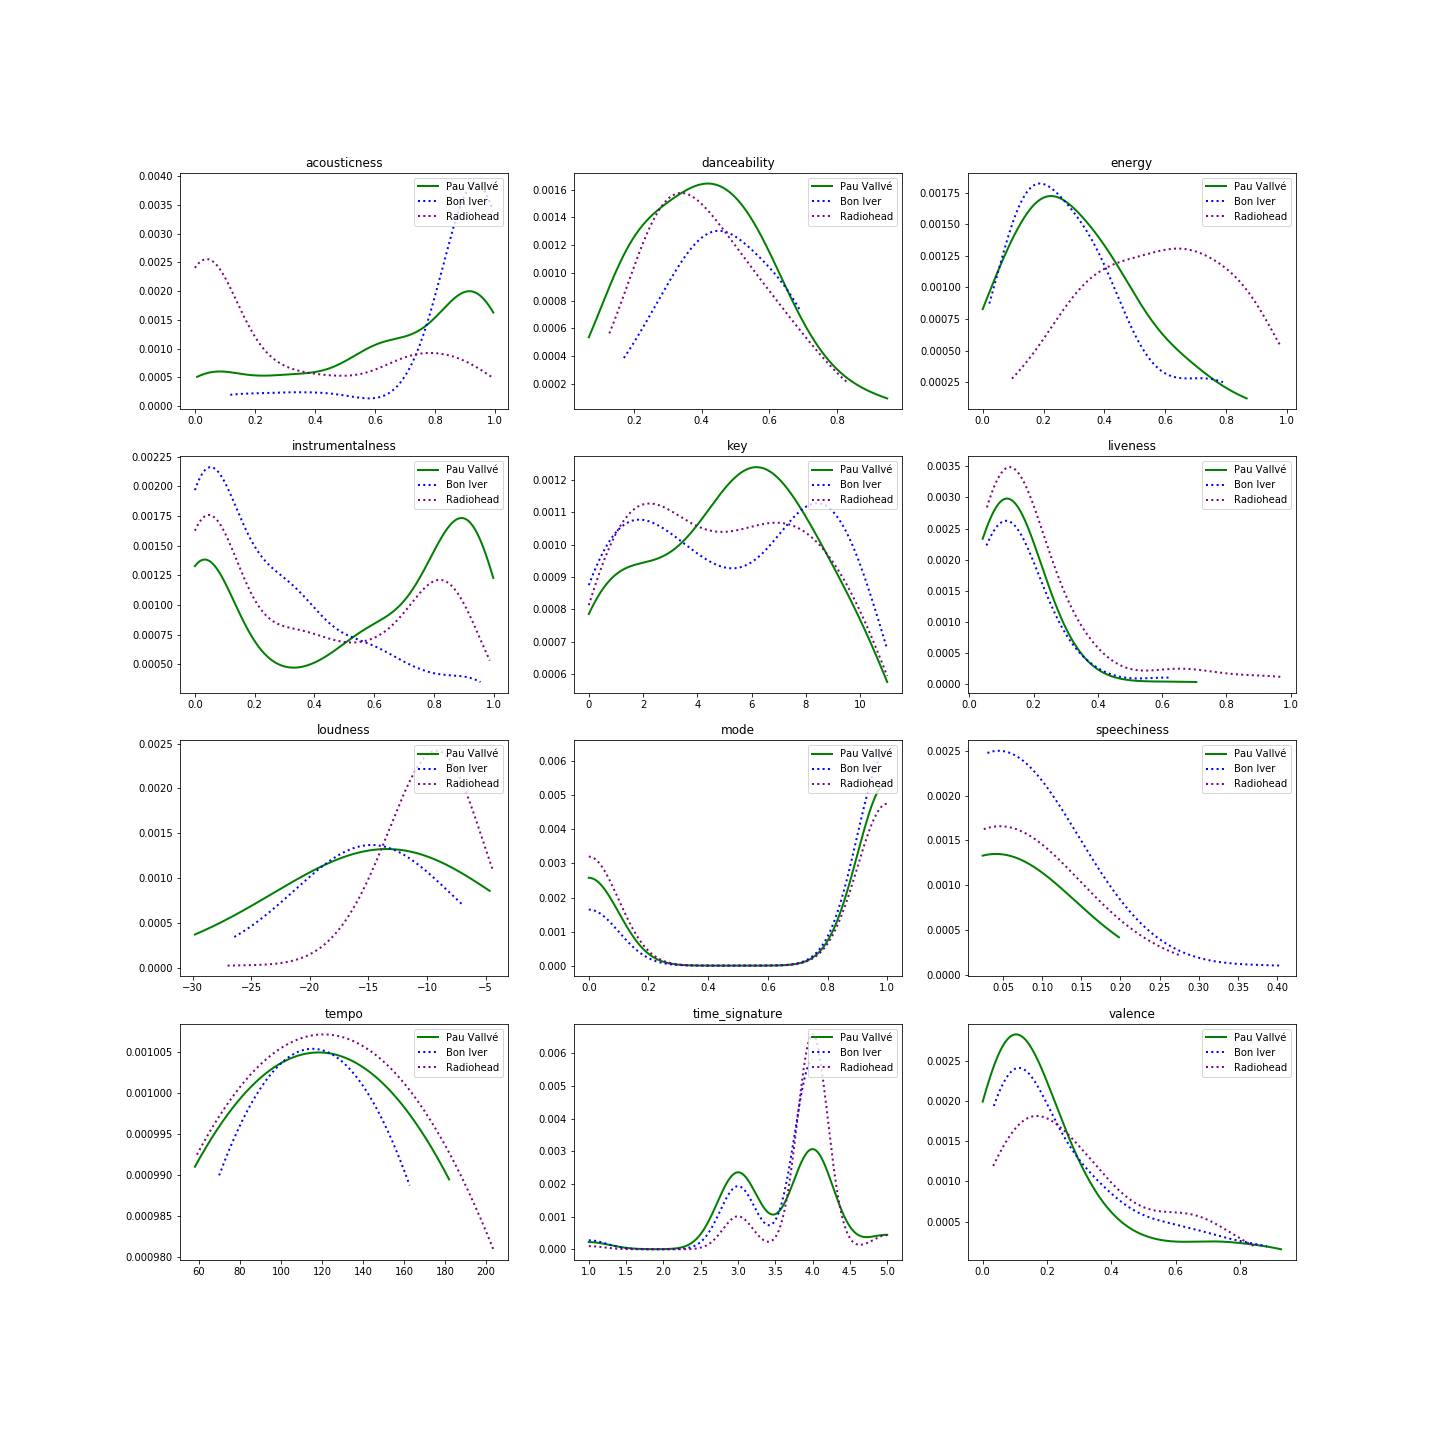 acousticness
0.0040
0.0035
0.0030
0.0025
0.0020
0.0015
0.0010
0.0005
0.0000
0.0 0.2 0.4 0.6 0.8 1.0
Pau Vallvé
Bon Iver
Radiohead
danceability
0.0016
0.0014
0.0012
0.0010
0.0008
0.0006
0.0004
0.0002
0.2 0.4 0.6 0.8
Pau Vallvé
Bon Iver
Radiohead
energy
0.00175
0.00150
0.00125
0.00100
0.00075
0.00050
0.00025
0.0 0.2 0.4 0.6 0.8 1.0
Pau Vallvé
Bon Iver
Radiohead
instrumentalness
0.00225
0.00200
0.00175
0.00150
0.00125
0.00100
0.00075
0.00050
0.0 0.2 0.4 0.6 0.8 1.0
Pau Vallvé
Bon Iver
Radiohead
key
0.0012
0.0011
0.0010
0.0009
0.0008
0.0007
0.0006
0 2 4 6 8 10
Pau Vallvé
Bon Iver
Radiohead
liveness
0.0035
0.0030
0.0025
0.0020
0.0015
0.0010
0.0005
0.0000
0.0 0.2 0.4 0.6 0.8 1.0
Pau Vallvé
Bon Iver
Radiohead
loudness
0.0025
0.0020
0.0015
0.0010
0.0005
0.0000
−30 −25 −20 −15 −10 −5
Pau Vallvé
Bon Iver
Radiohead
mode
0.006
0.005
0.004
0.003
0.002
0.001
0.000
0.0 0.2 0.4 0.6 0.8 1.0
Pau Vallvé
Bon Iver
Radiohead
speechiness
0.0025
0.0020
0.0015
0.0010
0.0005
0.0000
0.05 0.10 0.15 0.20 0.25 0.30 0.35 0.40
Pau Vallvé
Bon Iver
Radiohead
tempo
0.001005
0.001000
0.000995
0.000990
0.000985
0.000980
60 80 100 120 140 160 180 200
Pau Vallvé
Bon Iver
Radiohead
time_signature
0.006
0.005
0.004
0.003
0.002
0.001
0.000
1.0 1.5 2.0 2.5 3.0 3.5 4.0 4.5 5.0
Pau Vallvé
Bon Iver
Radiohead
valence
0.0025
0.0020
0.0015
0.0010
0.0005
0.0 0.2 0.4 0.6 0.8
Pau Vallvé
Bon Iver
Radiohead